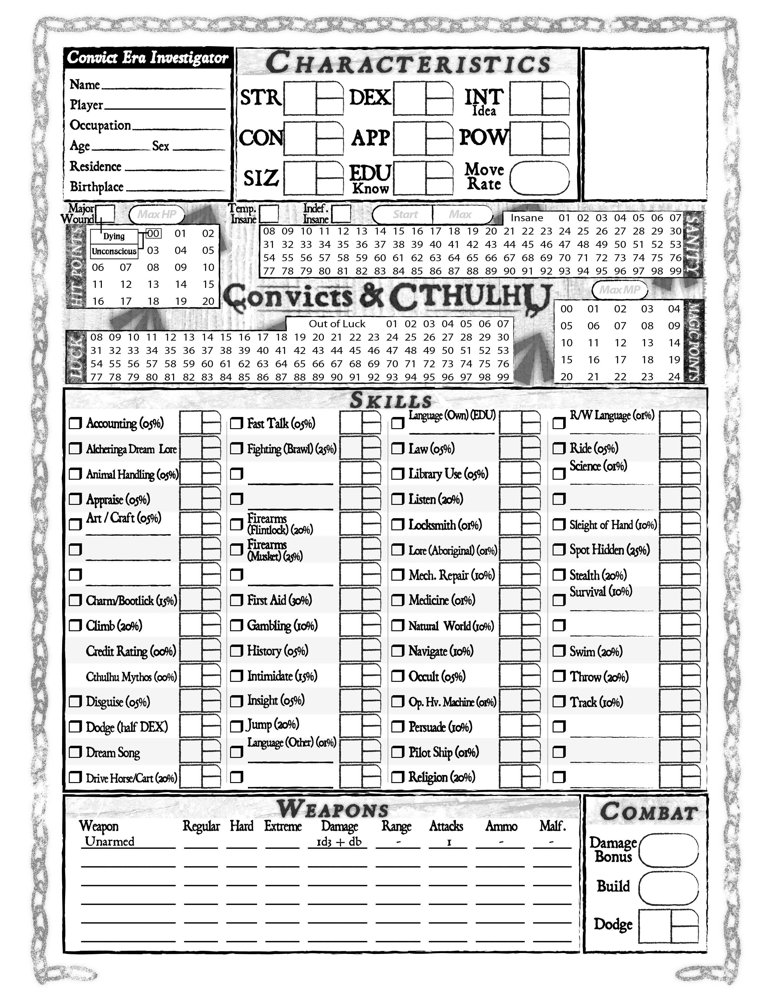 Convict Era Investigator
Name
Player
Occupation
Age Sex
Residence
Birthplace
CHARACTERISTICS
STR DEX INT
Idea
CON APP POW
SIZ EDU Move
Know Rate
Major
Wound
Max HP
Dying
Unconscious
HIT POINTS
00 01 02
03 04 05
06 07 08 09 10
11 12 13 14 15
16 17 18 19 20
Temp.
Insane
Indef.
Insane
Start Max
Insane 01 02 03 04 05 06 07
08 09 10 11 12 13 14 15 16 17 18 19 20 21 22 23 24 25 26 27 28 29 30
31 32 33 34 35 36 37 38 39 40 41 42 43 44 45 46 47 48 49 50 51 52 53
54 55 56 57 58 59 60 61 62 63 64 65 66 67 68 69 70 71 72 73 74 75 76
77 78 79 80 81 82 83 84 85 86 87 88 89 90 91 92 93 94 95 96 97 98 99
SANITY
Convicts & CTHULHU
Out of Luck 01 02 03 04 05 06 07
08 09 10 11 12 13 14 15 16 17 18 19 20 21 22 23 24 25 26 27 28 29 30
31 32 33 34 35 36 37 38 39 40 41 42 43 44 45 46 47 48 49 50 51 52 53
54 55 56 57 58 59 60 61 62 63 64 65 66 67 68 69 70 71 72 73 74 75 76
77 78 79 80 81 82 83 84 85 86 87 88 89 90 91 92 93 94 95 96 97 98 99
Luck
Max MP
00 01 02 03 04
05 06 07 08 09
10 11 12 13 14
15 16 17 18 19
20 21 22 23 24
MAGIC POINTS
SKILLS
Accounting (05%)
Alcheringa Dream Lore
Animal Handling (05%)
Appraise (05%)
Art / Craft (05%)
Charm/Bootlick (15%)
Climb (20%)
Credit Rating (00%)
Cthulhu Mythos (00%)
Disguise (05%)
Dodge (half DEX)
Dream Song
Drive Horse/Cart (20%)
Fast Talk (05%)
Fighting (Brawl) (25%)
Firearms
(Flintlock) (20%)
Firearms
(Musket) (25%)
First Aid (30%)
Gambling (10%)
History (05%)
Intimidate (15%)
Insight (05%)
Jump (20%)
Language (Other) (01%)
Language (Own) (EDU)
Law (05%)
Library Use (05%)
Listen (20%)
Locksmith (01%)
Lore (Aboriginal) (01%)
Mech. Repair (10%)
Medicine (01%)
Natural World (10%)
Navigate (10%)
Occult (05%)
Op. Hv. Machine (01%)
Persuade (10%)
Pilot Ship (01%)
Religion (20%)
R/W Language (01%)
Ride (05%)
Science (01%)
Sleight of Hand (10%)
Spot Hidden (25%)
Stealth (20%)
Survival (10%)
Swim (20%)
Throw (20%)
Track (10%)
WEAPONS
Weapon Regular Hard Extreme Damage Range Attacks Ammo Malf.
Unarmed 1d3 + db - 1 - -
COMBAT
Damage
Bonus
Build
Dodge